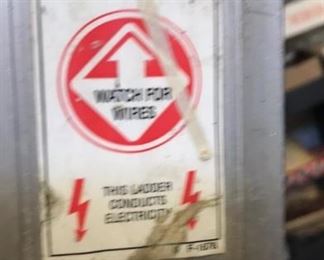 WATCH FOR
WIRES
THIS LADDER
CONDUCTS
ELECTRICITY